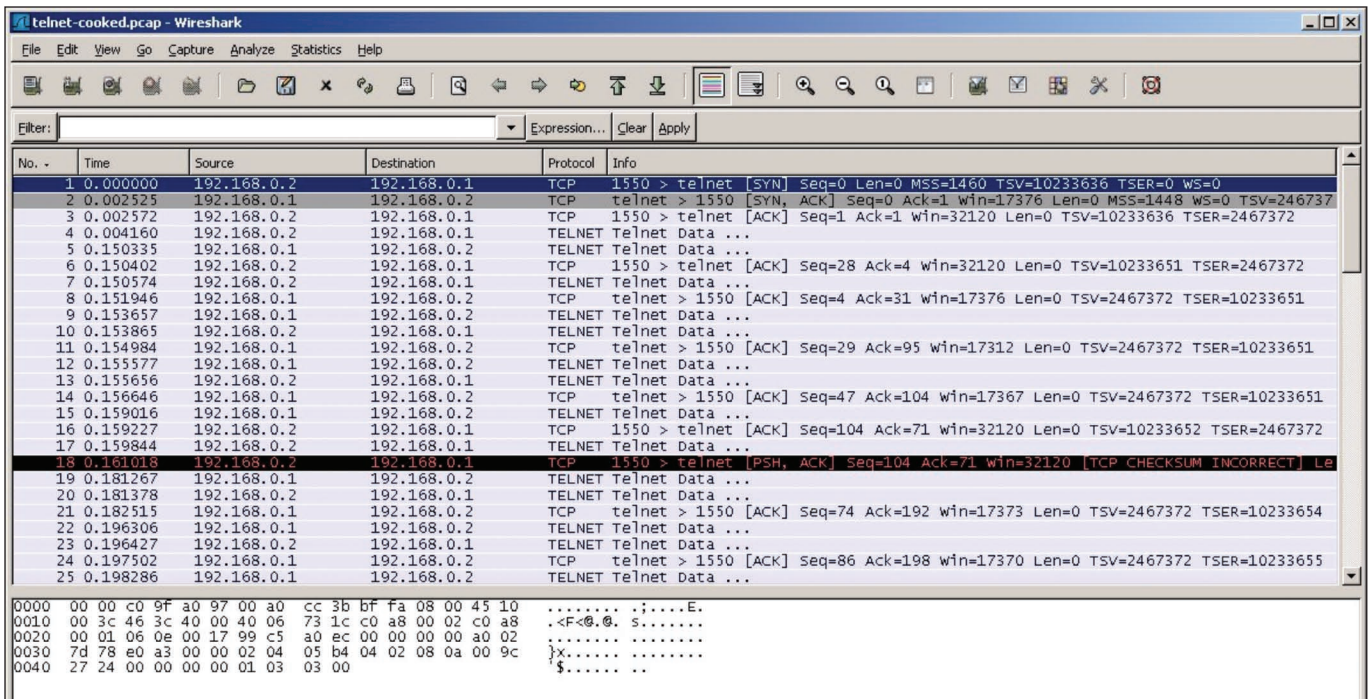 telnet-cooked.pcap - Wireshark
File Edit View Go Capture Analyze Statistics Help
Filter: Expression... Clear Apply
No. Time Source Destination Protocol Info
1 0.000000 192.168.0.2 192.168.0.1 TCP 1550 > telnet [SYN] Seq=0 Len=0 MSS=1460 TSV=10233636 TSER=0 WS=0
2 0.002525 192.168.0.1 192.168.0.2 TCP telnet > 1550 [SYN, ACK] Seq=0 Ack=1 Win=17376 Len=0 MSS=1448 WS=0 TSV=246737
3 0.002572 192.168.0.2 192.168.0.1 TCP 1550 > telnet [ACK] Seq=1 Ack=1 Win=32120 Len=0 TSV=10233636 TSER=2467372
4 0.004160 192.168.0.2 192.168.0.1 TELNET Telnet Data ...
5 0.150335 192.168.0.1 192.168.0.2 TELNET Telnet Data ...
6 0.150402 192.168.0.2 192.168.0.1 TCP 1550 > telnet [ACK] Seq=28 Ack=4 Win=32120 Len=0 TSV=10233651 TSER=2467372
7 0.150574 192.168.0.2 192.168.0.1 TELNET Telnet Data ...
8 0.151946 192.168.0.1 192.168.0.2 TCP telnet > 1550 [ACK] Seq=4 Ack=31 Win=17376 Len=0 TSV=2467372 TSER=10233651
9 0.153657 192.168.0.1 192.168.0.2 TELNET Telnet Data ...
10 0.153865 192.168.0.2 192.168.0.1 TELNET Telnet Data ...
11 0.154984 192.168.0.1 192.168.0.2 TCP telnet > 1550 [ACK] Seq=29 Ack=95 Win=17312 Len=0 TSV=2467372 TSER=10233651
12 0.155577 192.168.0.1 192.168.0.2 TELNET Telnet Data ...
13 0.155656 192.168.0.2 192.168.0.1 TELNET Telnet Data ...
14 0.156646 192.168.0.1 192.168.0.2 TCP telnet > 1550 [ACK] Seq=47 Ack=104 Win=17367 Len=0 TSV=2467372 TSER=10233651
15 0.159016 192.168.0.1 192.168.0.2 TELNET Telnet Data ...
16 0.159227 192.168.0.2 192.168.0.1 TCP 1550 > telnet [ACK] Seq=104 Ack=71 Win=32120 Len=0 TSV=10233652 TSER=2467372
17 0.159844 192.168.0.2 192.168.0.1 TELNET Telnet Data ...
18 0.161018 192.168.0.2 192.168.0.1 TCP 1550 > telnet [PSH, ACK] Seq=104 Ack=71 Win=32120 [TCP CHECKSUM INCORRECT] Le
19 0.181267 192.168.0.1 192.168.0.2 TELNET Telnet Data ...
20 0.181378 192.168.0.2 192.168.0.1 TELNET Telnet Data ...
21 0.182515 192.168.0.1 192.168.0.2 TCP telnet > 1550 [ACK] Seq=74 Ack=192 Win=17373 Len=0 TSV=2467372 TSER=10233654
22 0.196306 192.168.0.1 192.168.0.2 TELNET Telnet Data ...
23 0.196427 192.168.0.2 192.168.0.1 TELNET Telnet Data ...
24 0.197502 192.168.0.1 192.168.0.2 TCP telnet > 1550 [ACK] Seq=86 Ack=198 Win=17370 Len=0 TSV=2467372 TSER=10233655
25 0.198286 192.168.0.1 192.168.0.2 TELNET Telnet Data ...
0000 00 00 c0 9f a0 97 00 a0 cc 3b bf fa 08 00 45 10 ........ .;....E.
0010 00 3c 46 3c 40 00 40 06 73 1c c0 a8 00 02 c0 a8 .<F<@.@. s.......
0020 00 01 06 0e 00 17 99 c5 a0 ec 00 00 00 00 a0 02 ........ ........
0030 7d 78 e0 a3 00 00 02 04 05 b4 04 02 08 0a 00 9c }x...... ........
0040 27 24 00 00 00 00 01 03 03 00 '$...... ..